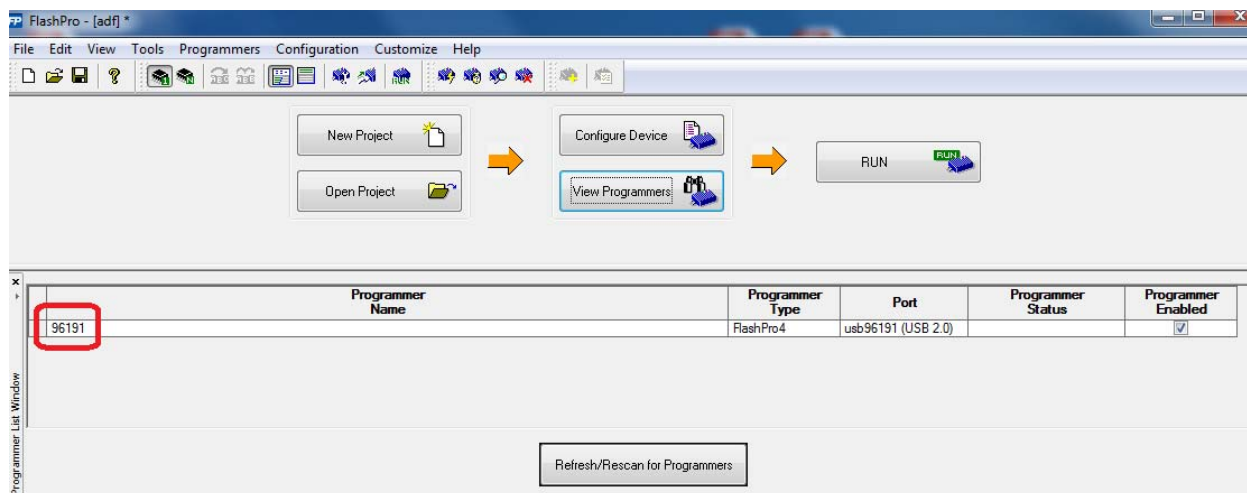 FP FlashPro - [adf] *
File Edit View Tools Programmers Configuration Customize Help
New Project
Configure Device
RUN
RUN
Open Project
View Programmers
Programmer Name
Programmer Type
Port
Programmer Status
Programmer Enabled
96191
FlashPro4
usb96191 (USB 2.0)
Programmer List Window
Refresh/Rescan for Programmers